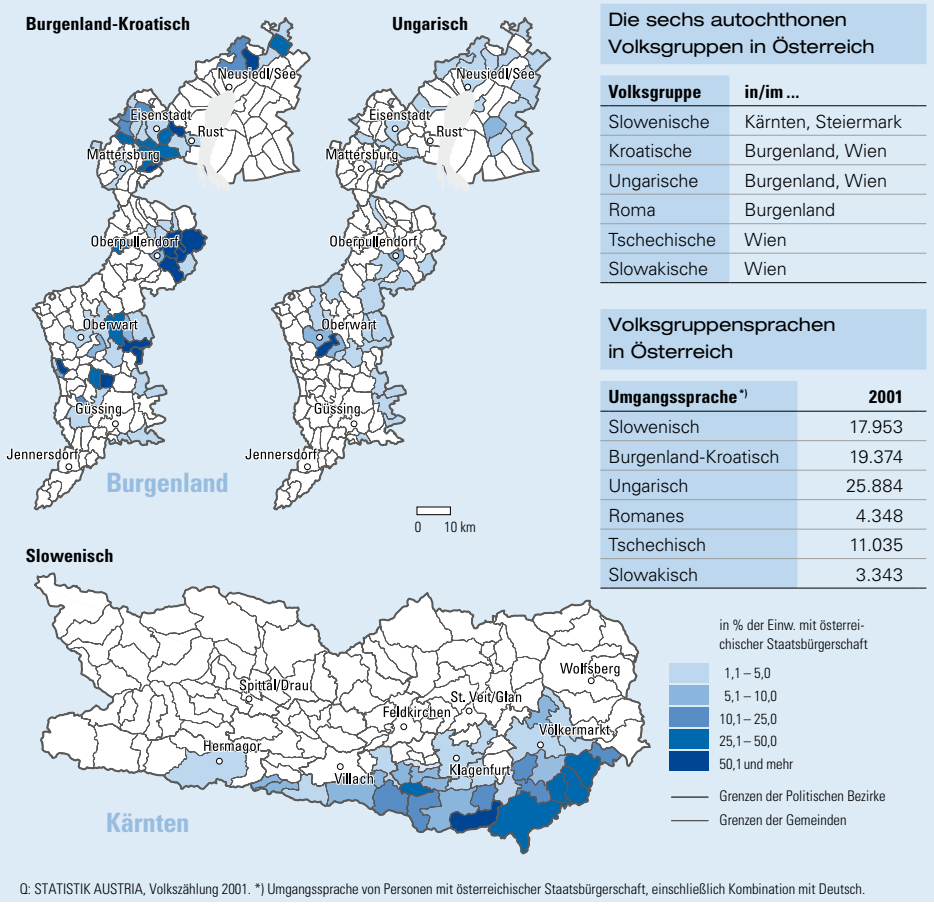 Burgenland-Kroatisch
Neusiedl/See
Eisenstadt
Rust
Mattersburg
Oberpullendorf
Oberwart
Güssing
Jennersdorf
Burgenland
Ungarisch
Neusiedl/See
Eisenstadt
Rust
Mattersburg
Oberpullendorf
Oberwart
Güssing
Jennersdorf
0 10 km
Die sechs autochthonen
Volksgruppen in Österreich
Volksgruppe in/im ...
Slowenische Kärnten, Steiermark
Kroatische Burgenland, Wien
Ungarische Burgenland, Wien
Roma Burgenland
Tschechische Wien
Slowakische Wien
Volksgruppensprachen
in Österreich
Umgangssprache*) 2001
Slowenisch 17.953
Burgenland-Kroatisch 19.374
Ungarisch 25.884
Romanes 4.348
Tschechisch 11.035
Slowakisch 3.343
Slowenisch
Spittal/Drau
Wolfsberg
St. Veit/Glan
Feldkirchen
Völkermarkt
Hermagor
Villach
Klagenfurt
Kärnten
in % der Einw. mit österrei-
chischer Staatsbürgerschaft
1,1 – 5,0
5,1 – 10,0
10,1 – 25,0
25,1 – 50,0
50,1 und mehr
Grenzen der Politischen Bezirke
Grenzen der Gemeinden
Q: STATISTIK AUSTRIA, Volkszählung 2001. *) Umgangssprache von Personen mit österreichischer Staatsbürgerschaft, einschließlich Kombination mit Deutsch.